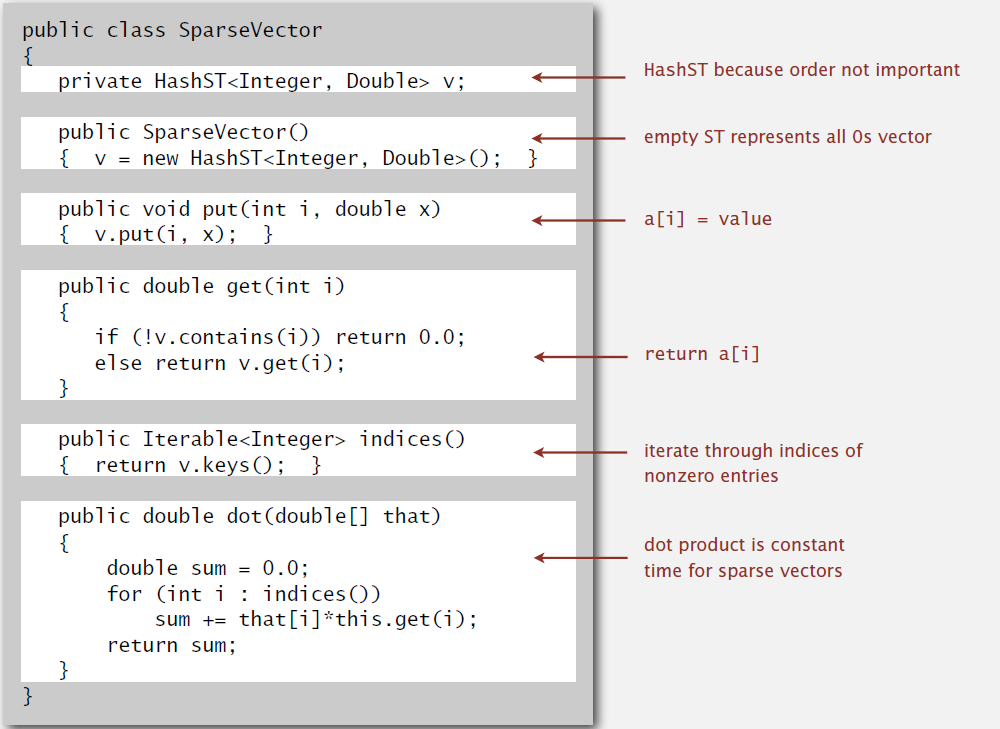 public class SparseVector
{
private HashST<Integer, Double> v;
HashST because order not important
public SparseVector()
{ v = new HashST<Integer, Double>(); }
empty ST represents all 0s vector
public void put(int i, double x)
{ v.put(i, x); }
a[i] = value
public double get(int i)
{
if (!v.contains(i)) return 0.0;
else return v.get(i);
}
return a[i]
public Iterable<Integer> indices()
{ return v.keys(); }
iterate through indices of
nonzero entries
public double dot(double[] that)
{
double sum = 0.0;
for (int i : indices())
sum += that[i]*this.get(i);
return sum;
}
dot product is constant
time for sparse vectors
}